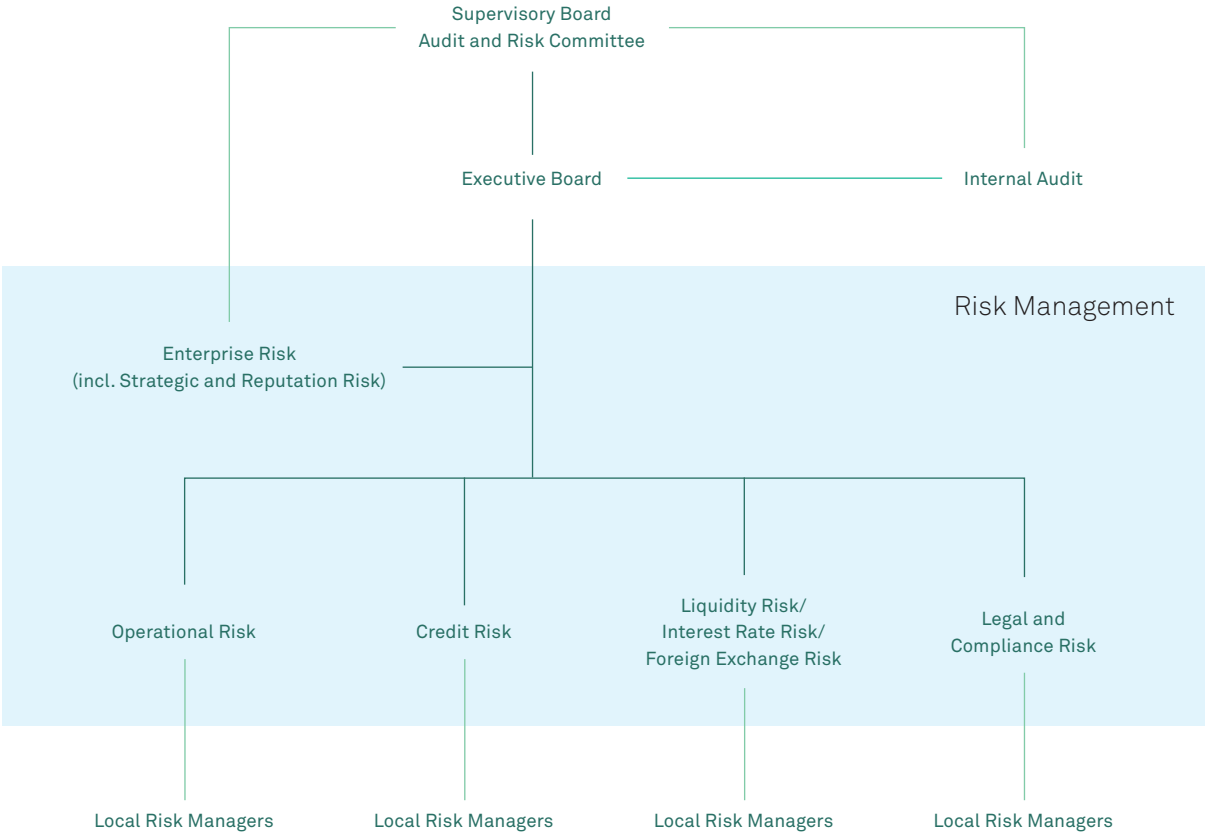 Supervisory Board
Audit and Risk Committee
Executive Board
Internal Audit
Risk Management
Enterprise Risk
(incl. Strategic and Reputation Risk)
Operational Risk
Credit Risk
Liquidity Risk/
Interest Rate Risk/
Foreign Exchange Risk
Legal and
Compliance Risk
Local Risk Managers
Local Risk Managers
Local Risk Managers
Local Risk Managers